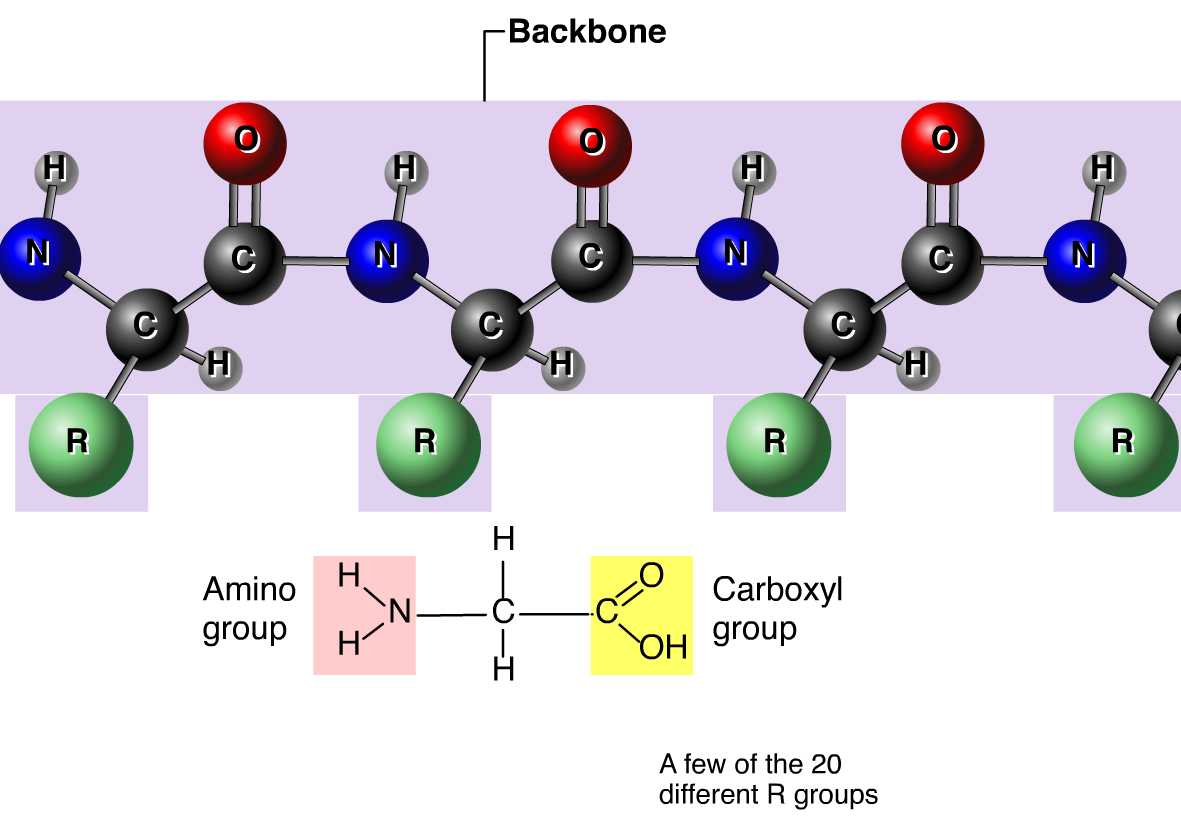 Backbone
O O O
H H H H
N C N C N C N
C C C C
H H H
R R R R
H
Amino H O Carboxyl
group N C C group
H OH
H
A few of the 20
different R groups